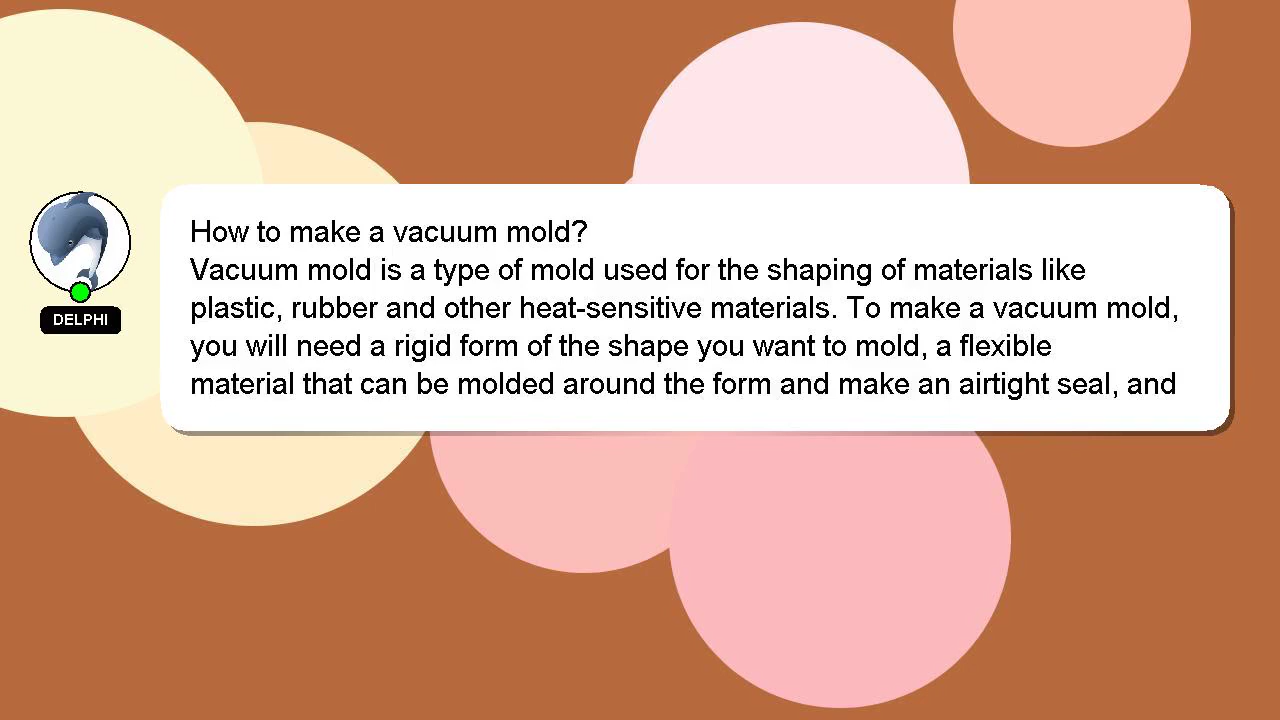 How to make a vacuum mold?
Vacuum mold is a type of mold used for the shaping of materials like
plastic, rubber and other heat-sensitive materials. To make a vacuum mold,
you will need a rigid form of the shape you want to mold, a flexible
material that can be molded around the form and make an airtight seal, and
DELPHI